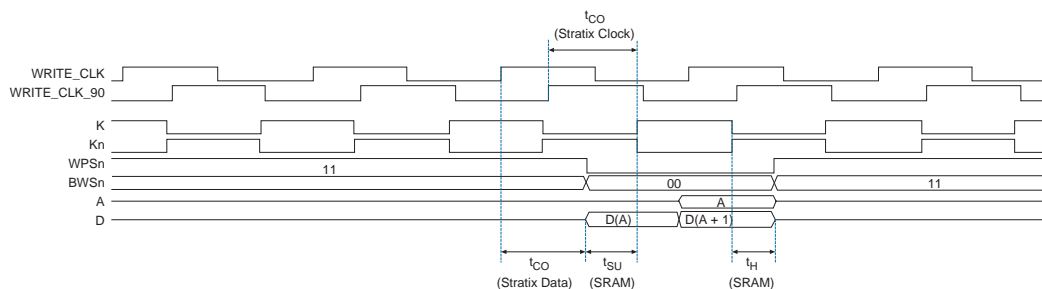 tCO
(Stratix Clock)
WRITE_CLK
WRITE_CLK_90
K
Kn
WPSn
11
BWSn
00
11
A
A
D
D(A)
D(A + 1)
tCO
(Stratix Data)
tSU
(SRAM)
tH
(SRAM)